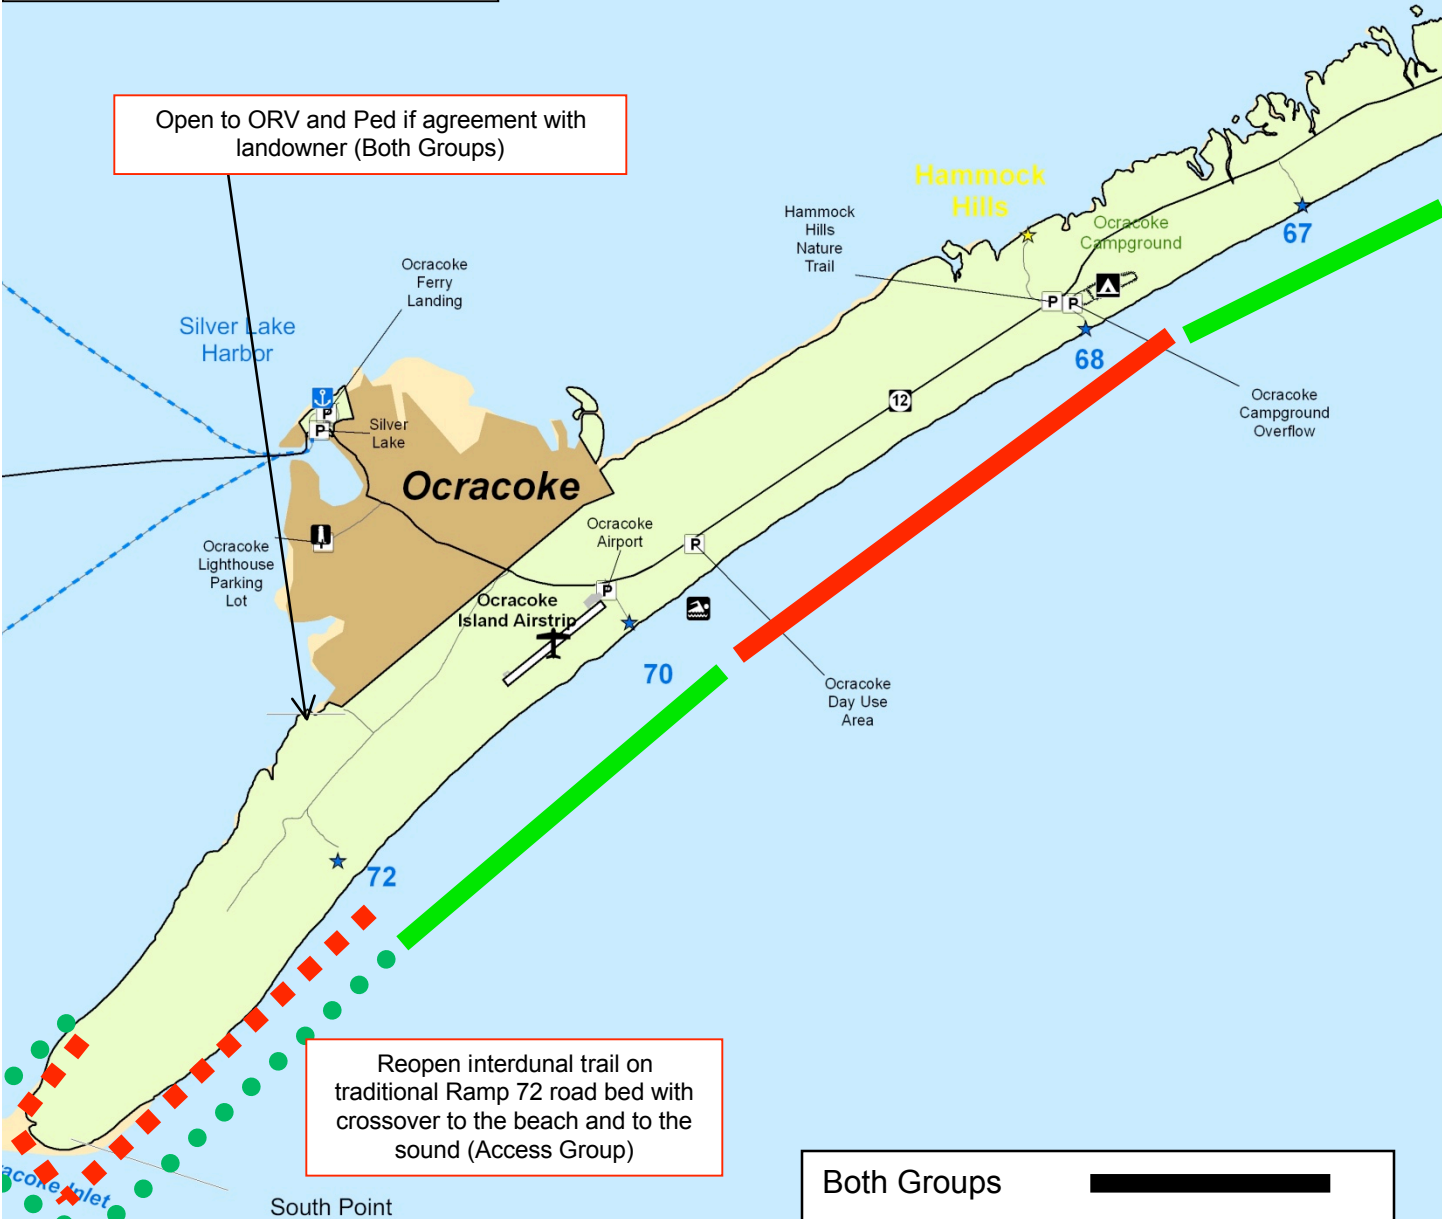 Open to ORV and Ped if agreement with
landowner (Both Groups)
Hammock
Hills
Hammock
Hills
Nature
Trail
Ocracoke
Campground
67
Ocracoke
Ferry
Landing
Silver Lake
Harbor
P
P
68
12
Ocracoke
Campground
Overflow
P
P
Silver
Lake
Ocracoke
Ocracoke
Airport
P
Ocracoke
Lighthouse
Parking
Lot
P
Ocracoke
Island Airstrip
70
Ocracoke
Day Use
Area
72
Reopen interdunal trail on
traditional Ramp 72 road bed with
crossover to the beach and to the
sound (Access Group)
acoke Inlet
South Point
Both Groups